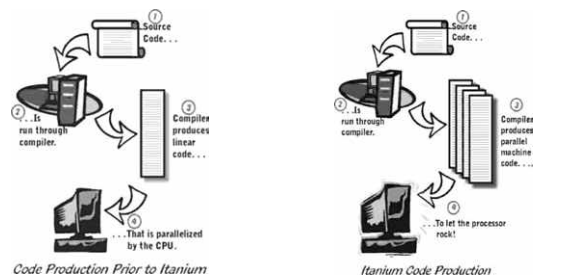 1
Source
Code. . .
2
. . .Is
run through
compiler.
3
Compiler
produces
linear
code. . .
4
. . .That is parallelized
by the CPU.
Code Production Prior to Itanium
1
Source
Code. . .
2
. . .Is
run through
compiler.
3
Compiler
produces
parallel
machine
code. . .
4
. . .To let the processor
rock!
Itanium Code Production